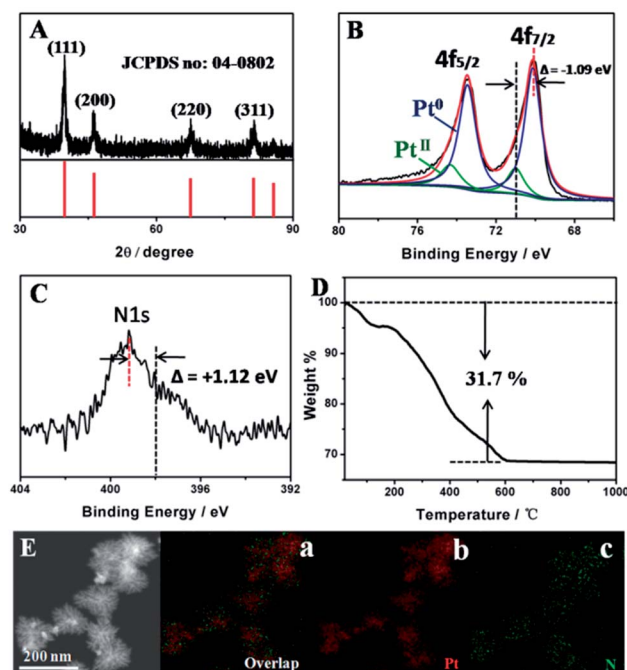 A
(111)
JCPDS no: 04-0802
(200)
(220)
(311)
30 60 90
2θ / degree
B
4f7/2
4f5/2
Δ = -1.09 eV
Pt0
PtII
80 76 72 68
Binding Energy / eV
C
N1s
Δ = +1.12 eV
404 400 396 392
Binding Energy / eV
D
100
90
80
70
Weight %
31.7 %
200 400 600 800 1000
Temperature / ℃
E
200 nm
a
Overlap
b
Pt
c
N